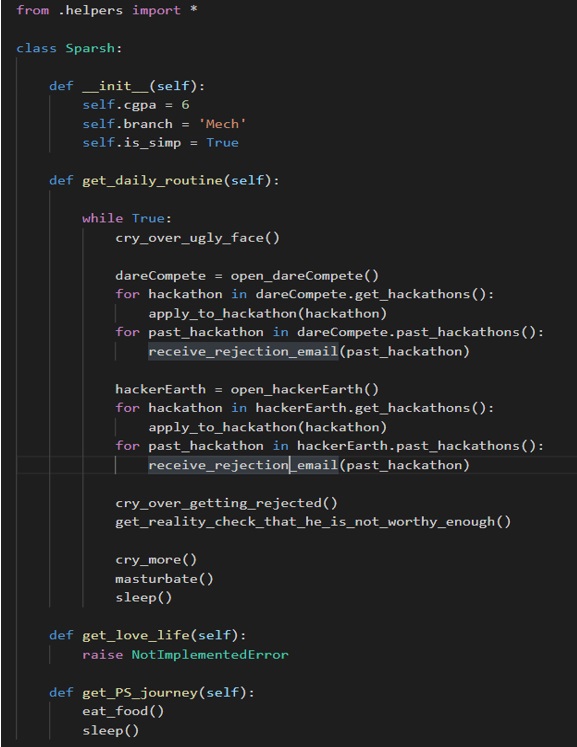 from .helpers import *
class Sparsh:
def __init__(self):
self.cgpa = 6
self.branch = 'Mech'
self.is_simp = True
def get_daily_routine(self):
while True:
cry_over_ugly_face()
dareCompete = open_dareCompete()
for hackathon in dareCompete.get_hackathons():
apply_to_hackathon(hackathon)
for past_hackathon in dareCompete.past_hackathons():
receive_rejection_email(past_hackathon)
hackerEarth = open_hackerEarth()
for hackathon in hackerEarth.get_hackathons():
apply_to_hackathon(hackathon)
for past_hackathon in hackerEarth.past_hackathons():
receive_rejection_email(past_hackathon)
cry_over_getting_rejected()
get_reality_check_that_he_is_not_worthy_enough()
cry_more()
masturbate()
sleep()
def get_love_life(self):
raise NotImplementedError
def get_PS_journey(self):
eat_food()
sleep()